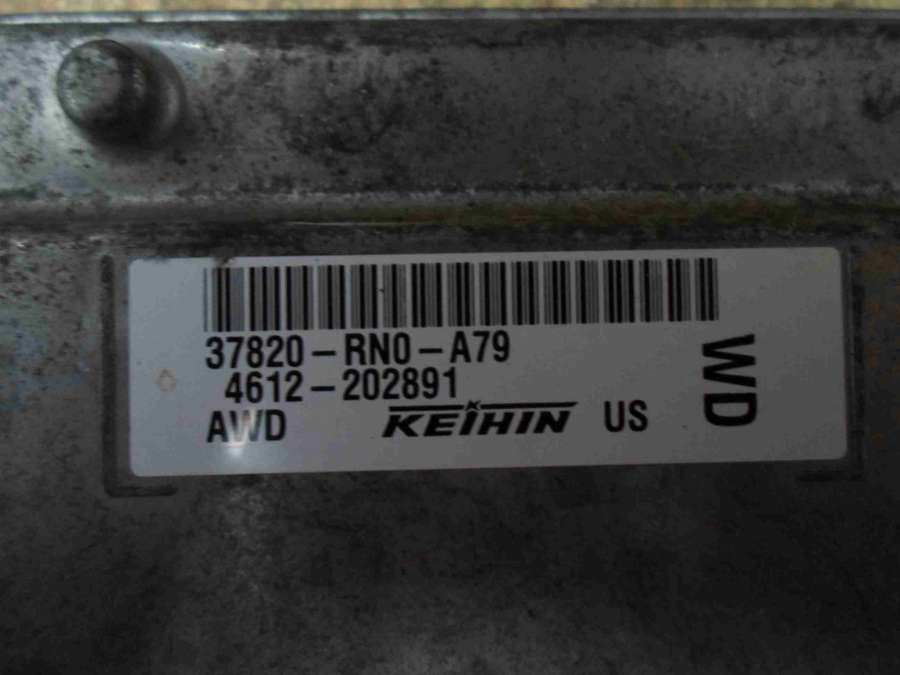 37820-RN0-A79
4612-202891
AWD KEIHIN US
WD